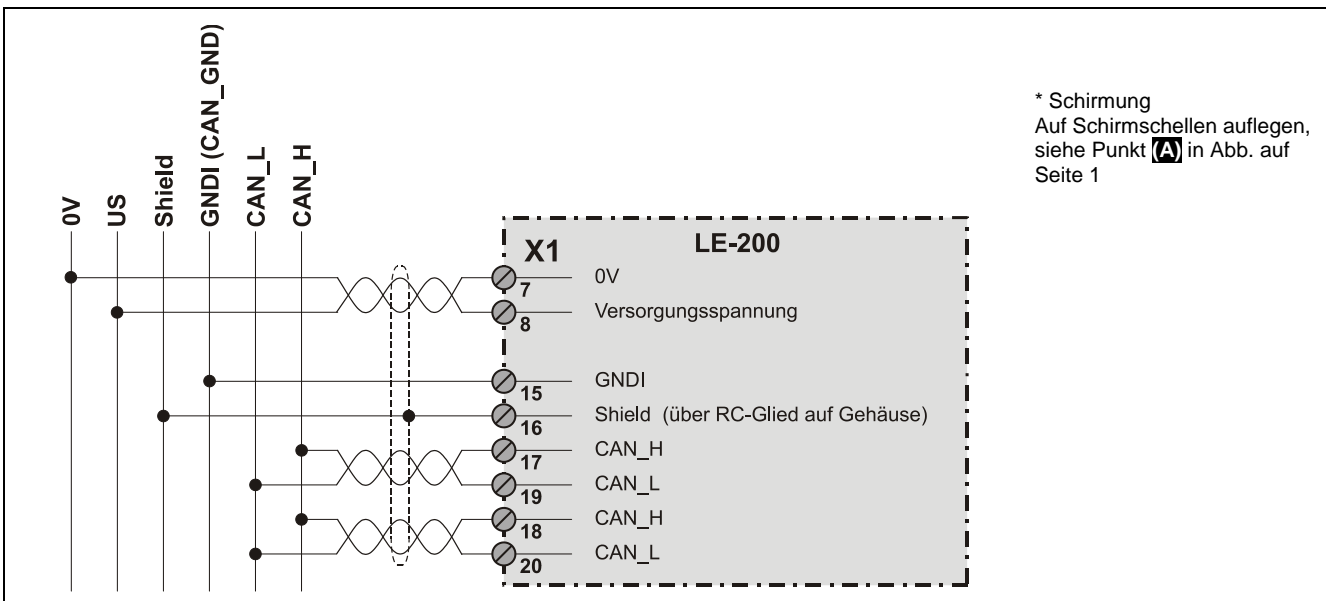 0V
US
Shield
GNDI (CAN_GND)
CAN_L
CAN_H
* Schirmung
Auf Schirmschellen auflegen,
siehe Punkt (A) in Abb. auf
Seite 1
X1
LE-200
7 0V
8 Versorgungsspannung
15 GNDI
16 Shield (über RC-Glied auf Gehäuse)
17 CAN_H
19 CAN_L
18 CAN_H
20 CAN_L